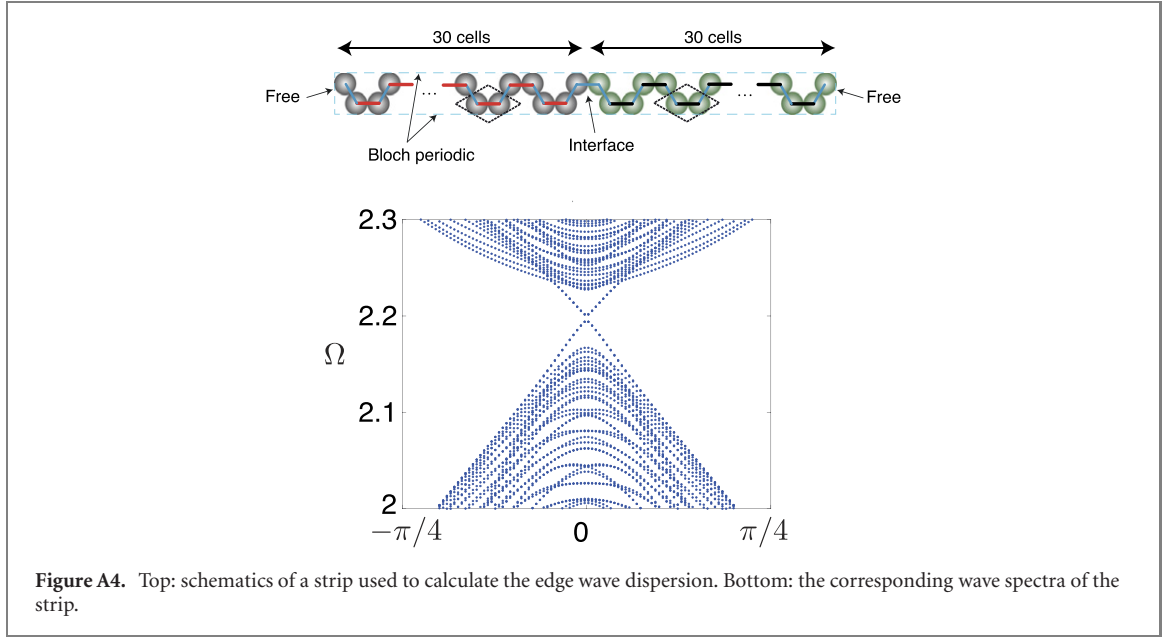 30 cells 30 cells
Free ... ... Free
Bloch periodic Interface
2.3
2.2
Ω
2.1
2
−π/4 0 π/4
Figure A4. Top: schematics of a strip used to calculate the edge wave dispersion. Bottom: the corresponding wave spectra of the
strip.